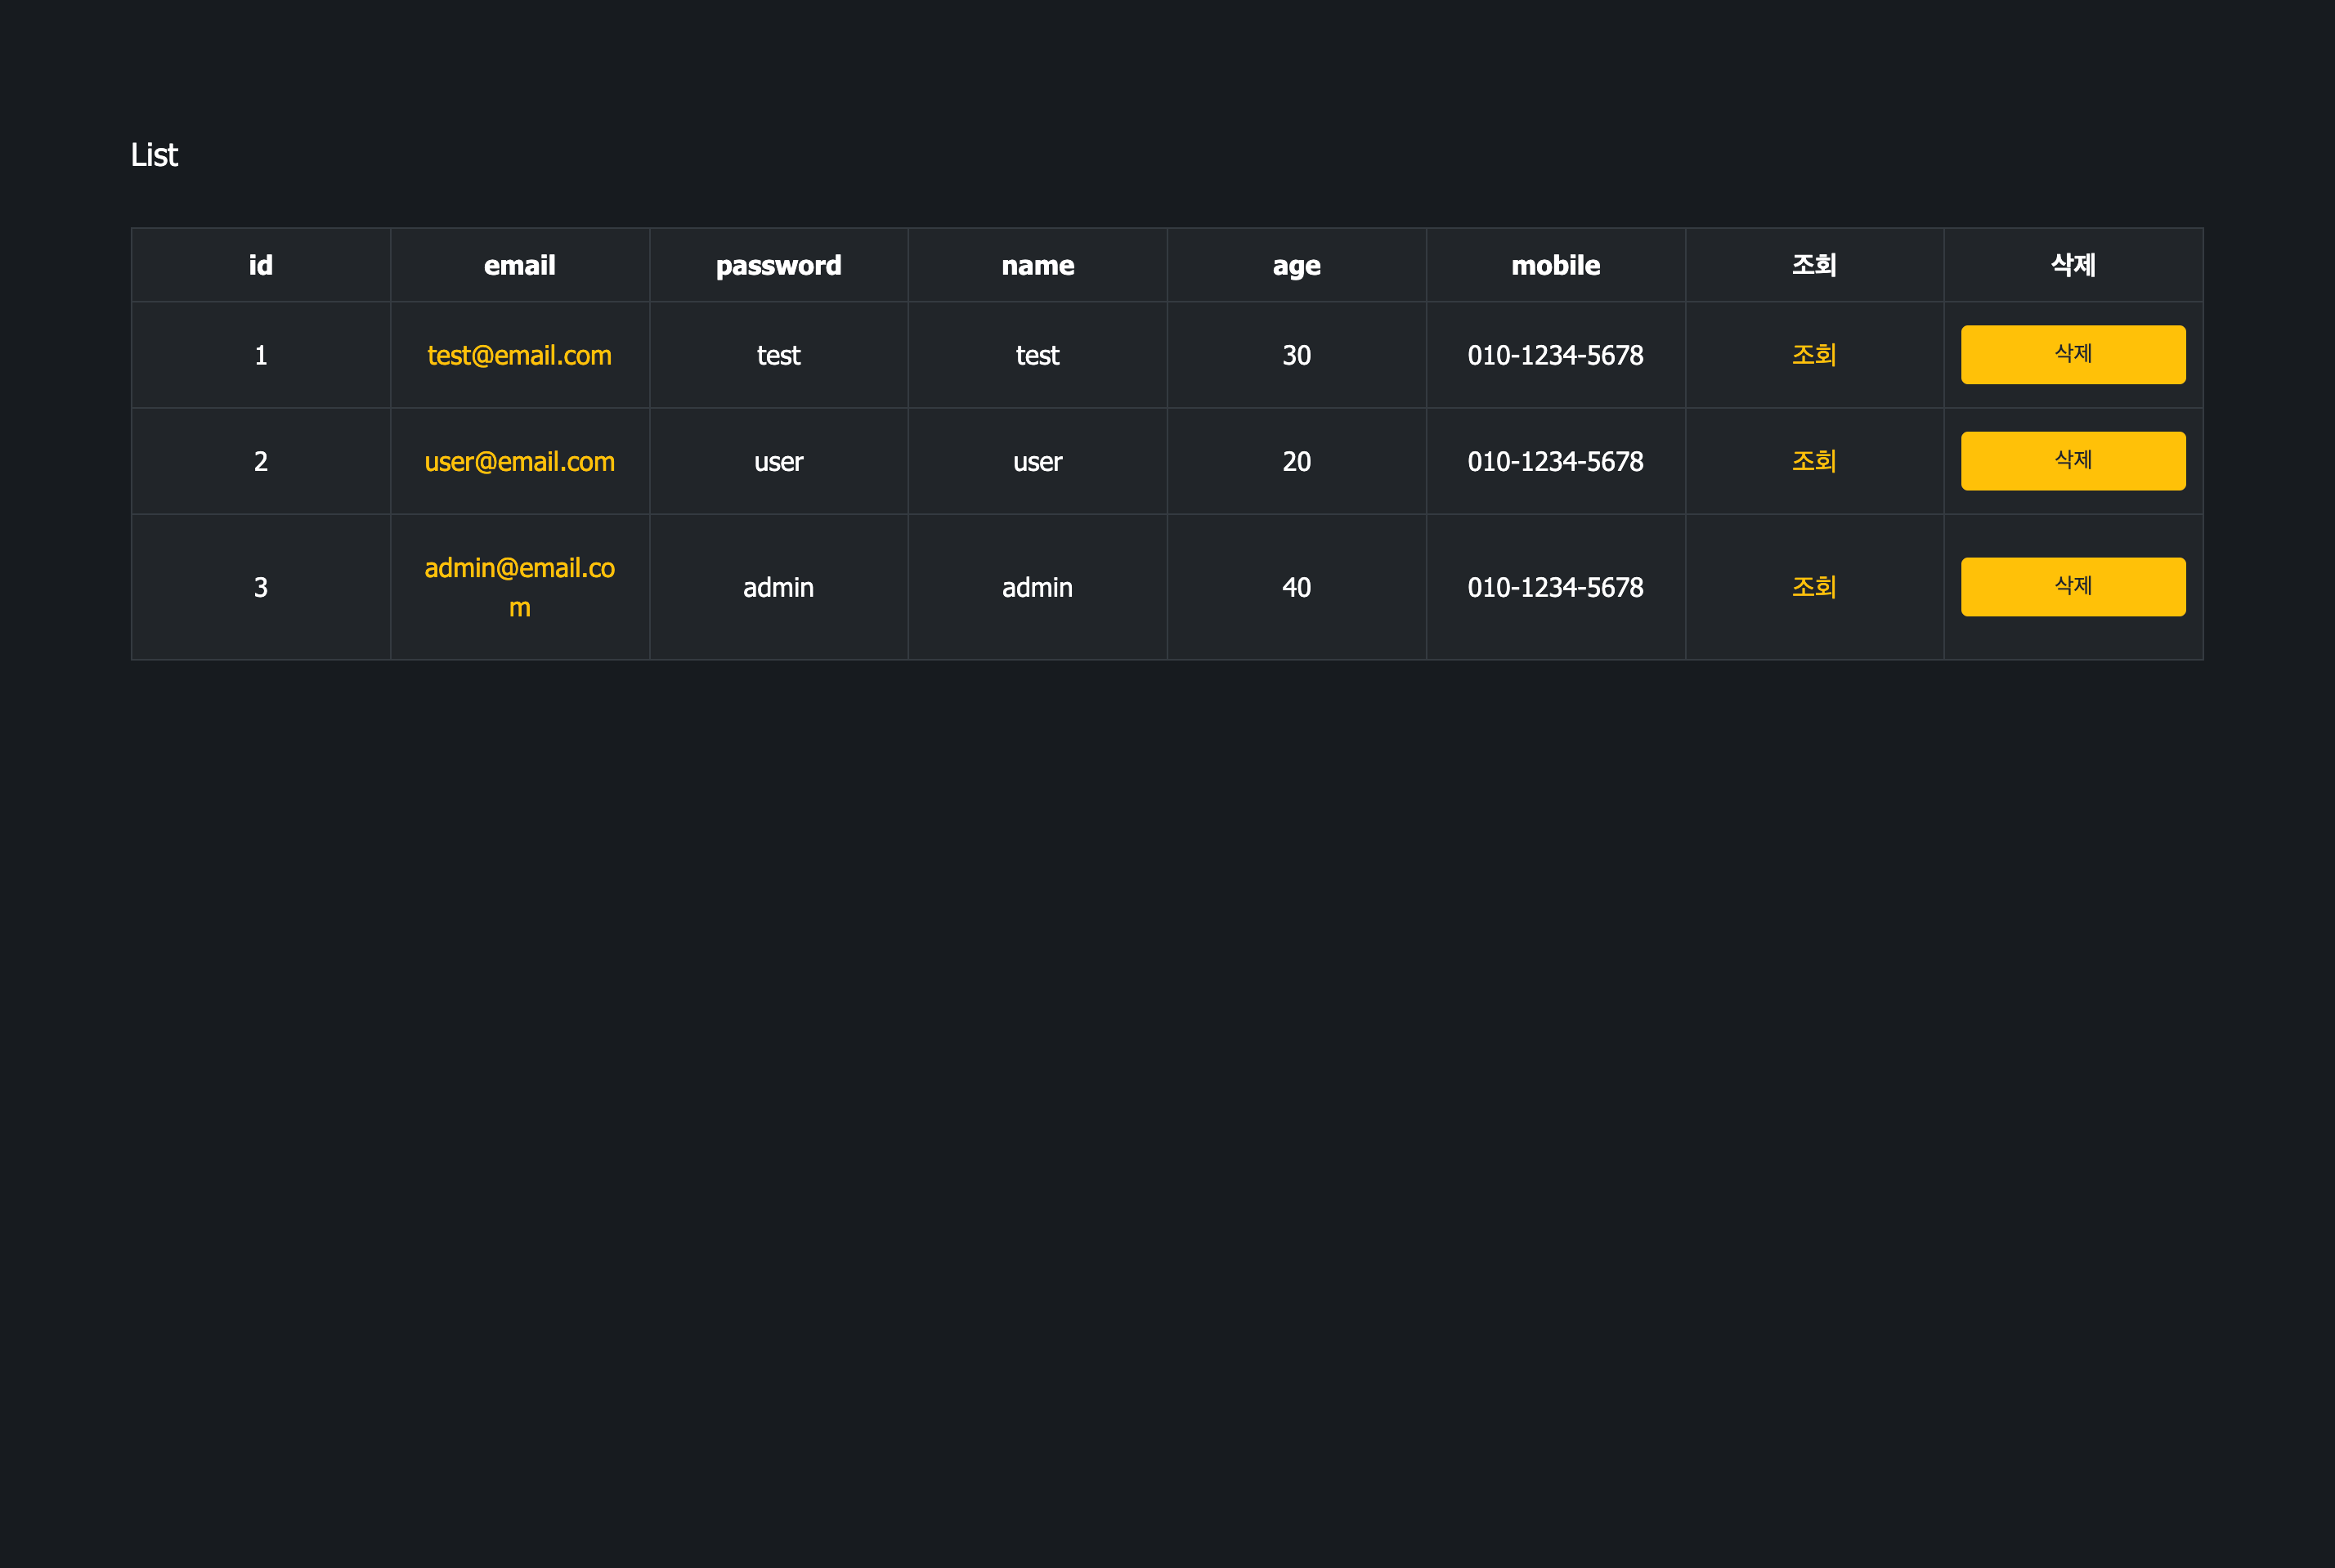 List
id email password name age mobile 조회 삭제
1 test@email.com test test 30 010-1234-5678 조회 삭제
2 user@email.com user user 20 010-1234-5678 조회 삭제
3 admin@email.co
m admin admin 40 010-1234-5678 조회 삭제